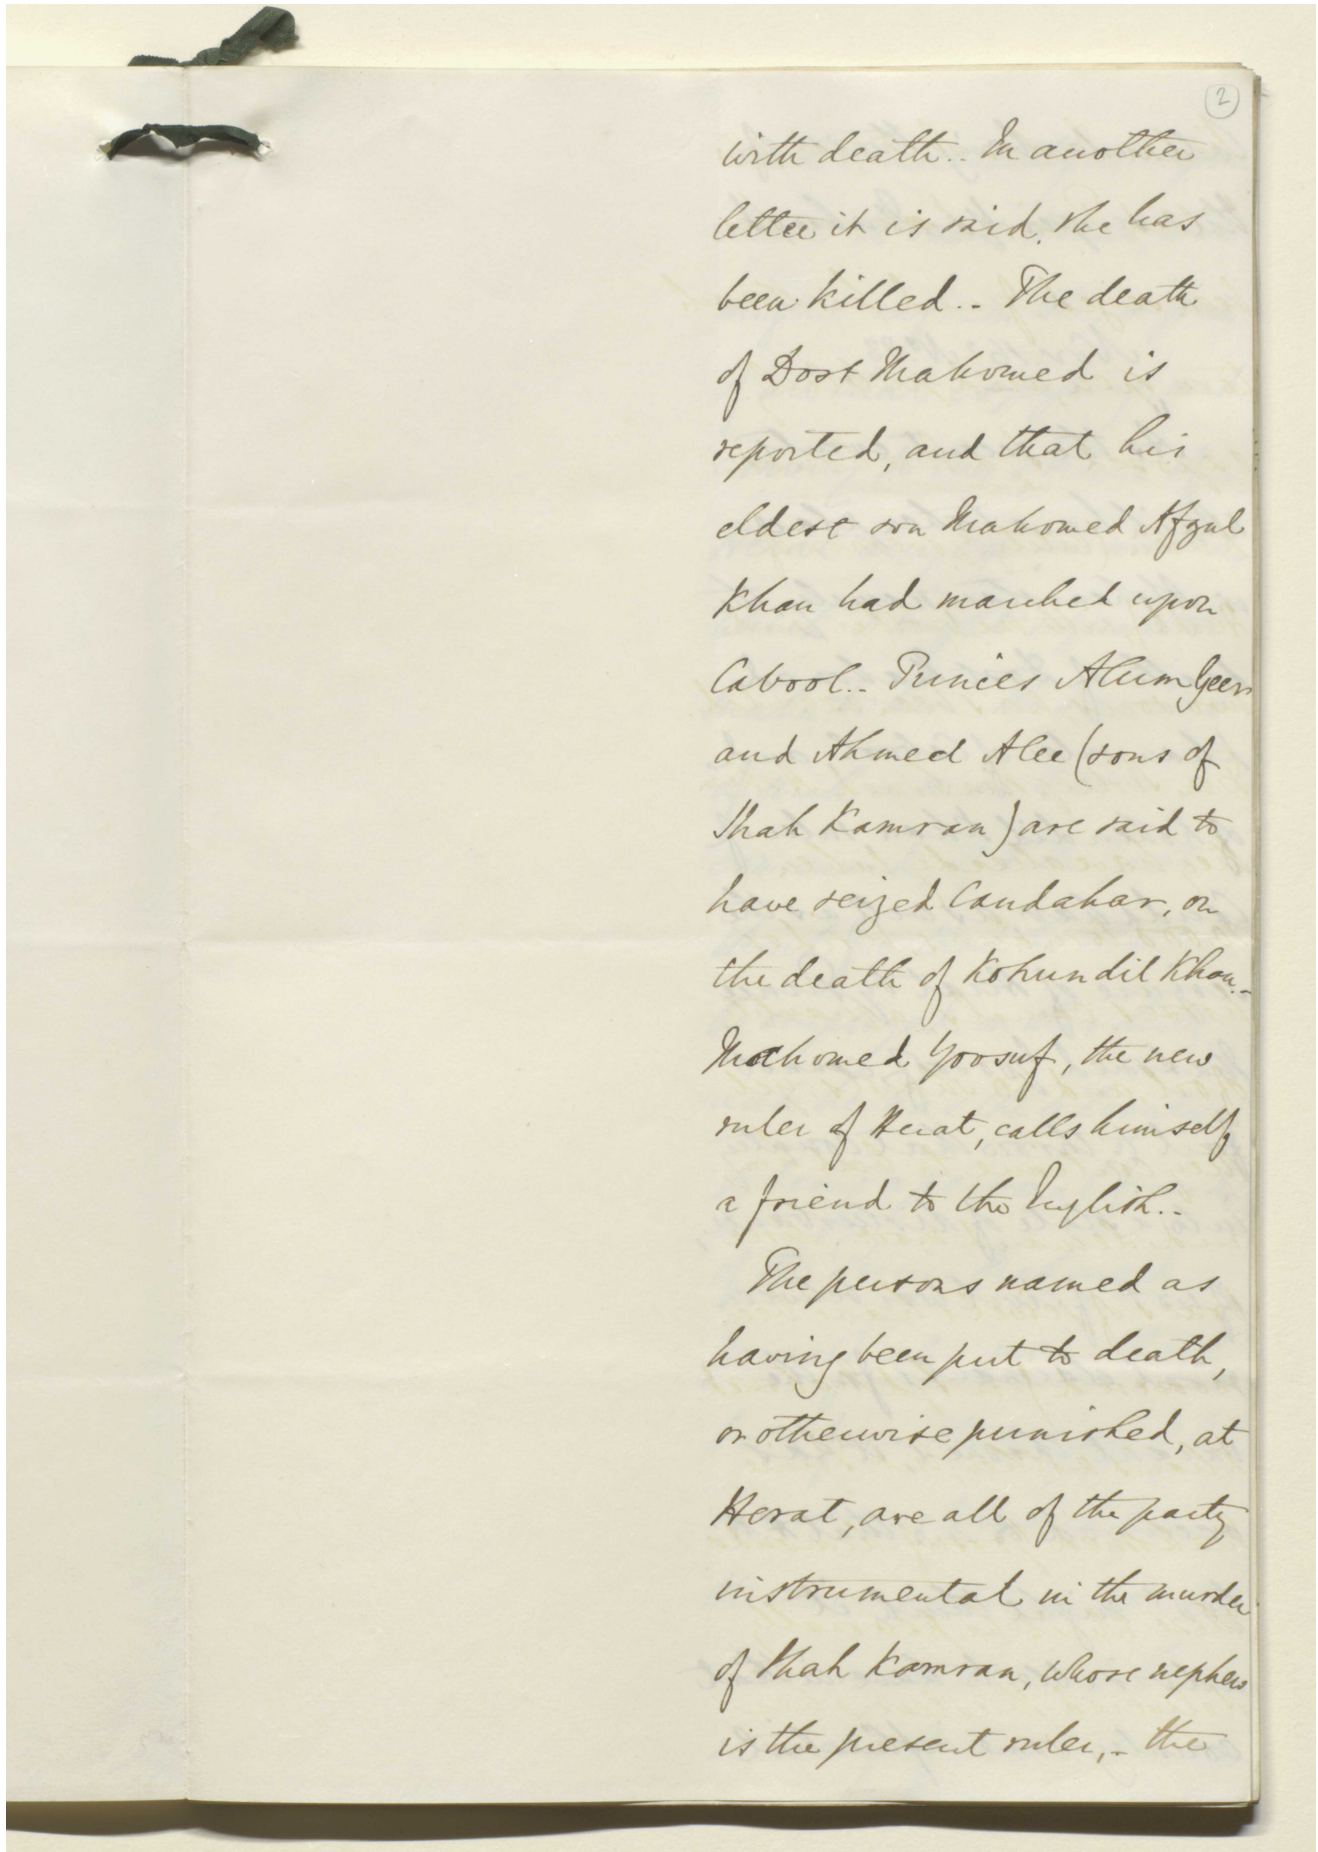 2
with death.. In another
letter it is said, she has
been killed.. The death
of Dost Mahomed is
reported, and that his
eldest son Mahomed Afzul
Khan had marched upon
Cabool.. Princes Alum Geer
and Ahmed Alee (sons of
Shah Kamran) are said to
have seized Candahar, on
the death of Kohundil Khan.-
Mahomed Yoosuf, the new
ruler of Herat, calls himself
a friend to the English..
The persons named as
having been put to death,
or otherwise punished, at
Herat, are all of the party
instrumental in the murder
of Shah Kamran, whose nephew
is the present ruler,- the